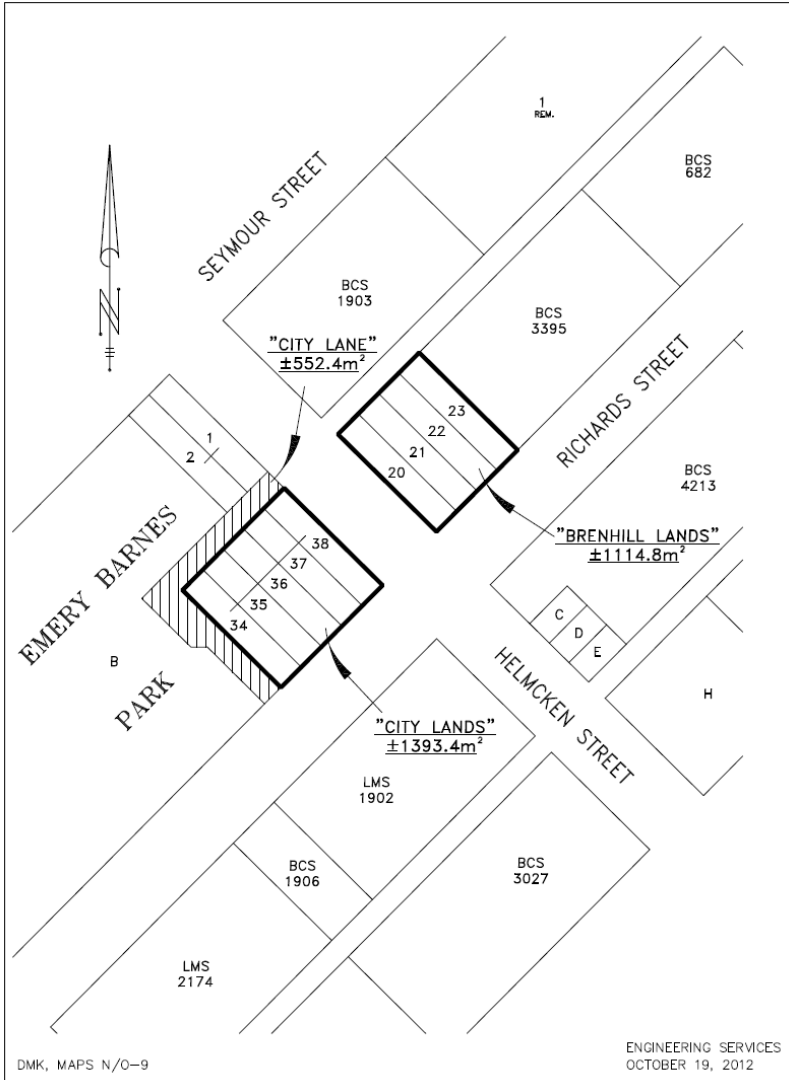 1
REM.
BCS
682
SEYMOUR STREET
BCS
1903
BCS
3395
N
"CITY LANE"
±552.4m²
RICHARDS STREET
1
2
23
22
21
20
BCS
4213
"BRENHILL LANDS"
±1114.8m²
38
37
36
35
34
EMERY BARNES
PARK
B
C
D
E
HELMCKEN STREET
H
"CITY LANDS"
±1393.4m²
LMS
1902
BCS
1906
BCS
3027
LMS
2174
DMK, MAPS N/O-9
ENGINEERING SERVICES
OCTOBER 19, 2012